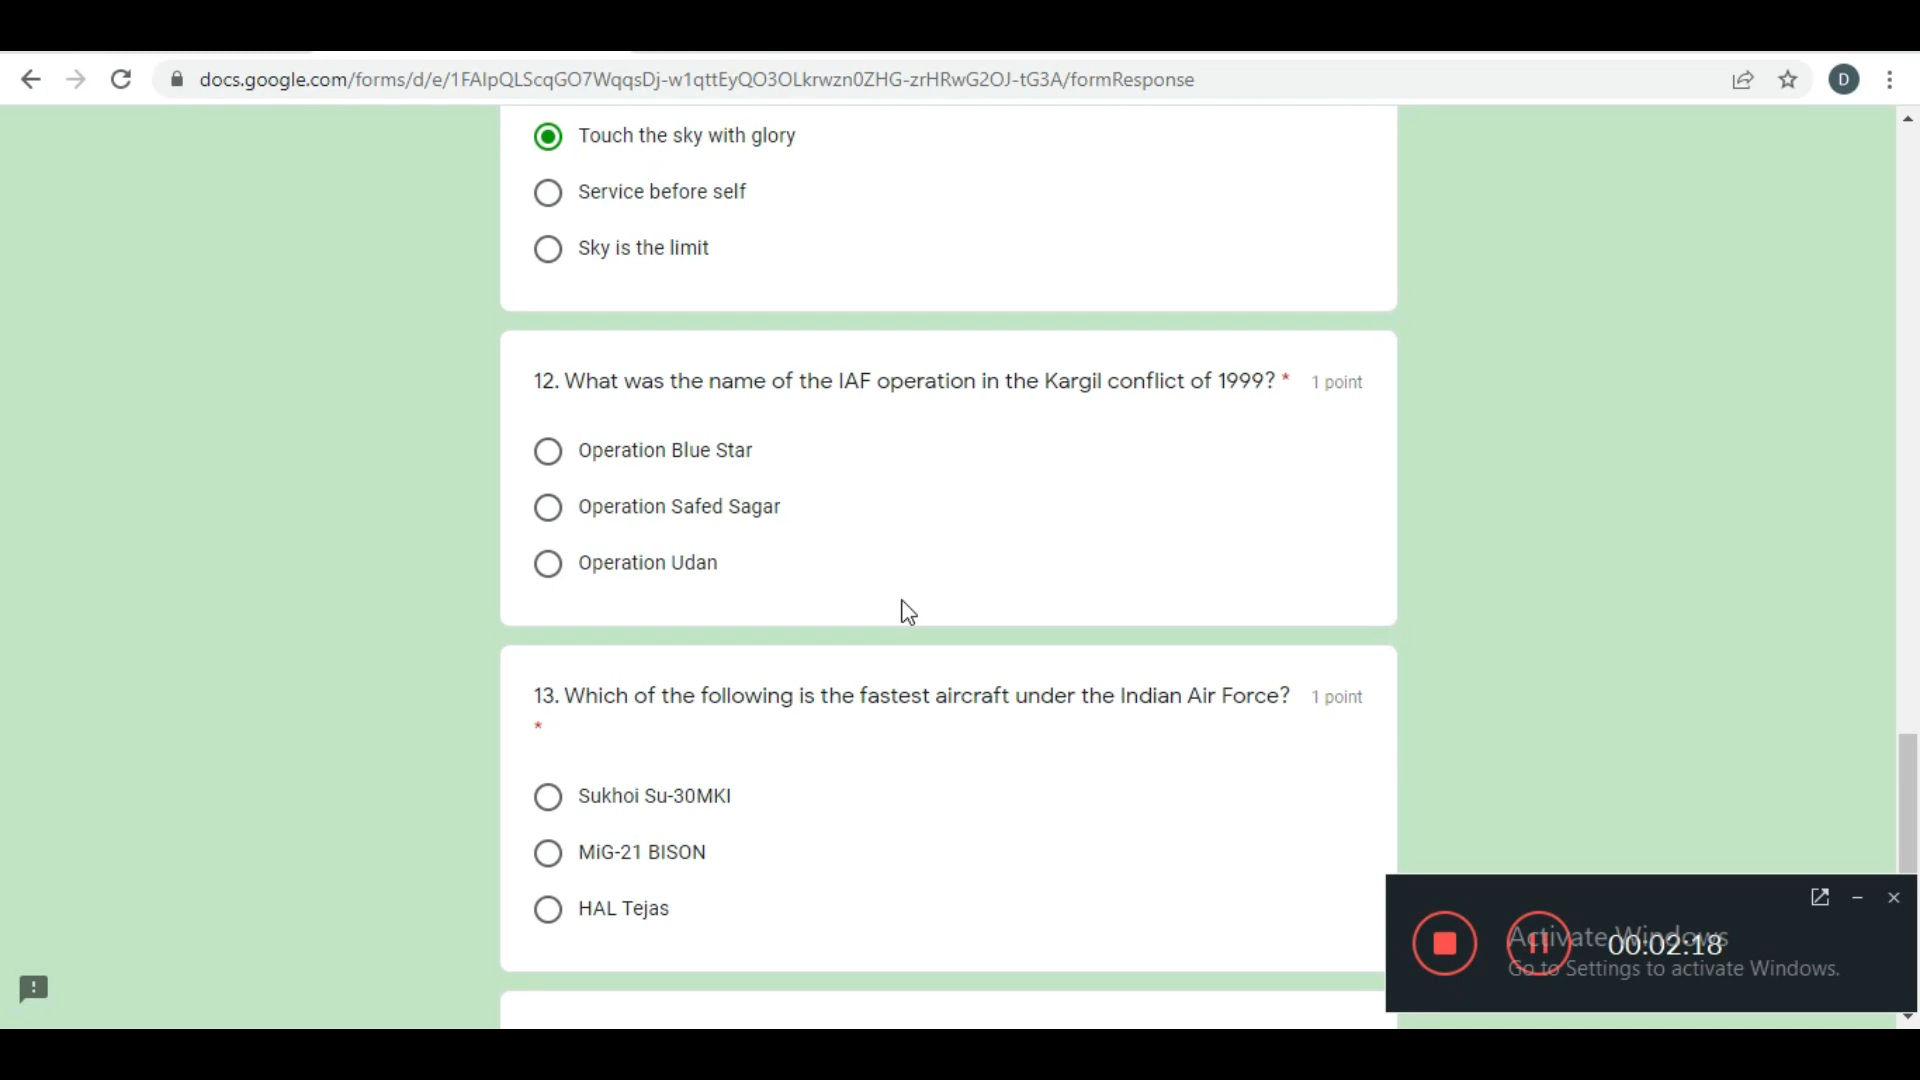 docs.google.com/forms/d/e/1FAIpQLScqGO7WqqsDj-w1qttEyQO3OLkrwzn0ZHG-zrHRwG2OJ-tG3A/formResponse
D
Touch the sky with glory
Service before self
Sky is the limit
12. What was the name of the IAF operation in the Kargil conflict of 1999? * 1 point
Operation Blue Star
Operation Safed Sagar
Operation Udan
13. Which of the following is the fastest aircraft under the Indian Air Force? 1 point
*
Sukhoi Su-30MKI
MiG-21 BISON
HAL Tejas
Activate Windows
00:02:18
Go to Settings to activate Windows.